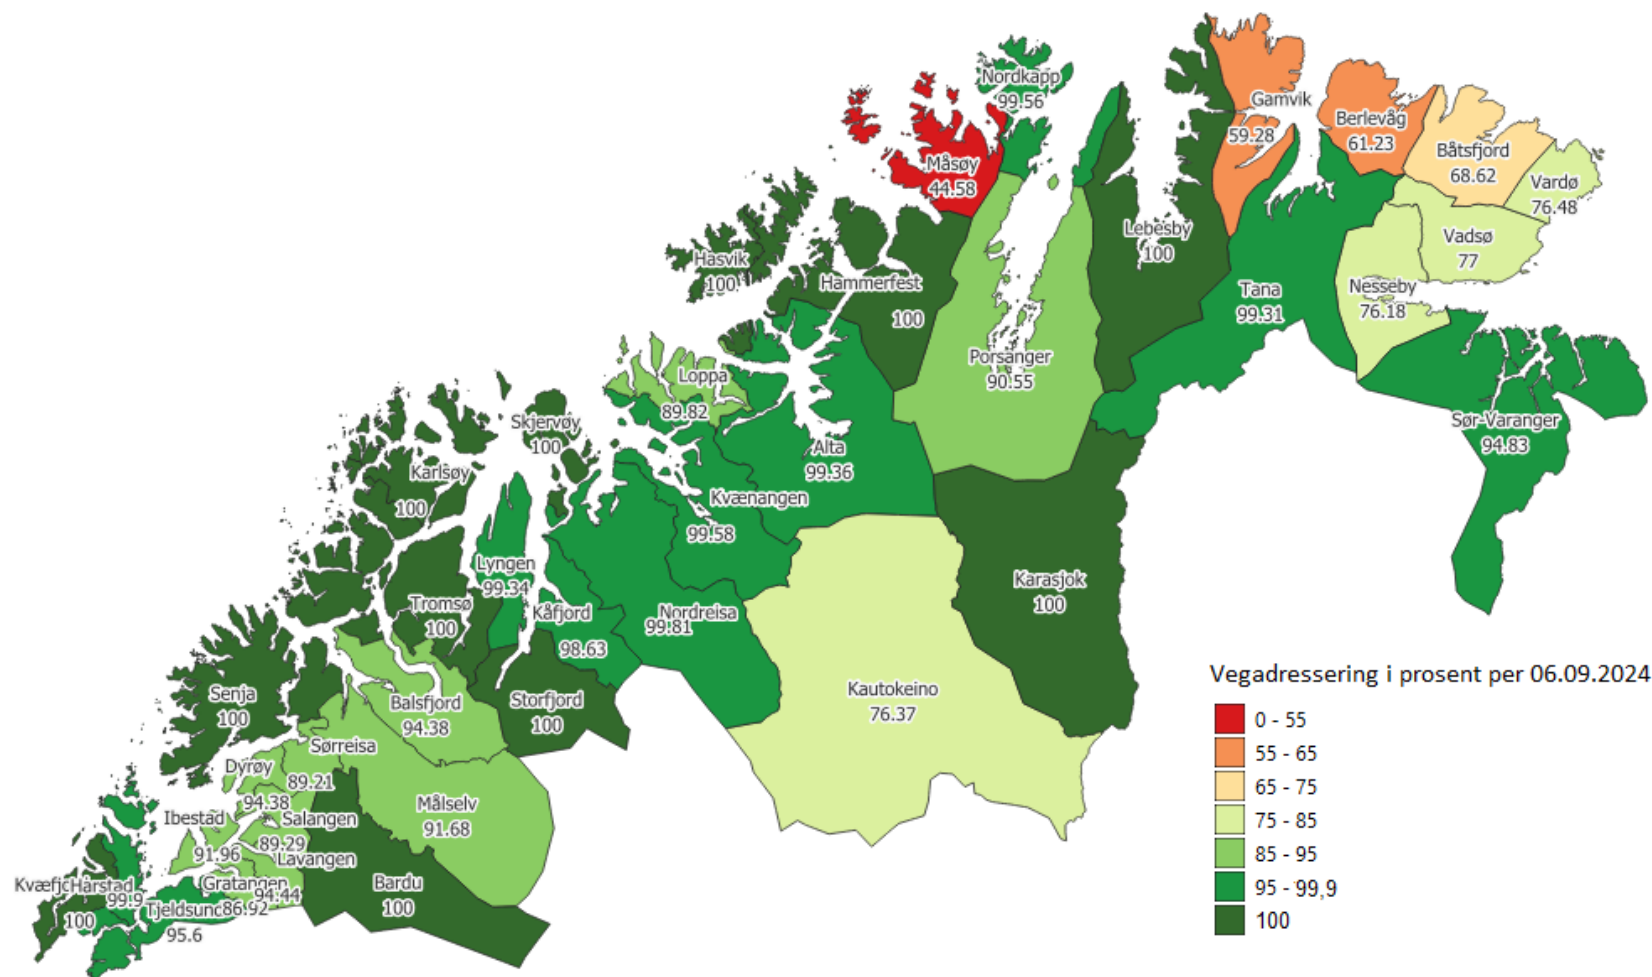 Nordkapp
99.56
Gamvik
59.28
Berlevåg
61.23
Båtsfjord
68.62
Vardø
76.48
Måsøy
44.58
Lebesby
100
Vadsø
77
Hasvik
100
Hammerfest
100
Nesseby
76.18
Tana
99.31
Porsanger
90.55
Loppa
89.82
Sør-Varanger
94.83
Skjervøy
100
Alta
99.36
Karlsøy
100
Kvænangen
99.58
Lyngen
99.34
Karasjok
100
Tromsø
100
Kåfjord
98.63
Nordreisa
99.81
Kautokeino
76.37
Senja
100
Storfjord
100
Balsfjord
94.38
Sørreisa
89.21
Dyrøy
94.38
Målselv
91.68
Ibestad
91.96
Salangen
89.29
Lavangen
94.44
Bardu
100
Gratangen
86.92
Kvæfjo
100
Harstad
99.9
Tjeldsund
95.6
Vegadressering i prosent per 06.09.2024
0 - 55
55 - 65
65 - 75
75 - 85
85 - 95
95 - 99,9
100